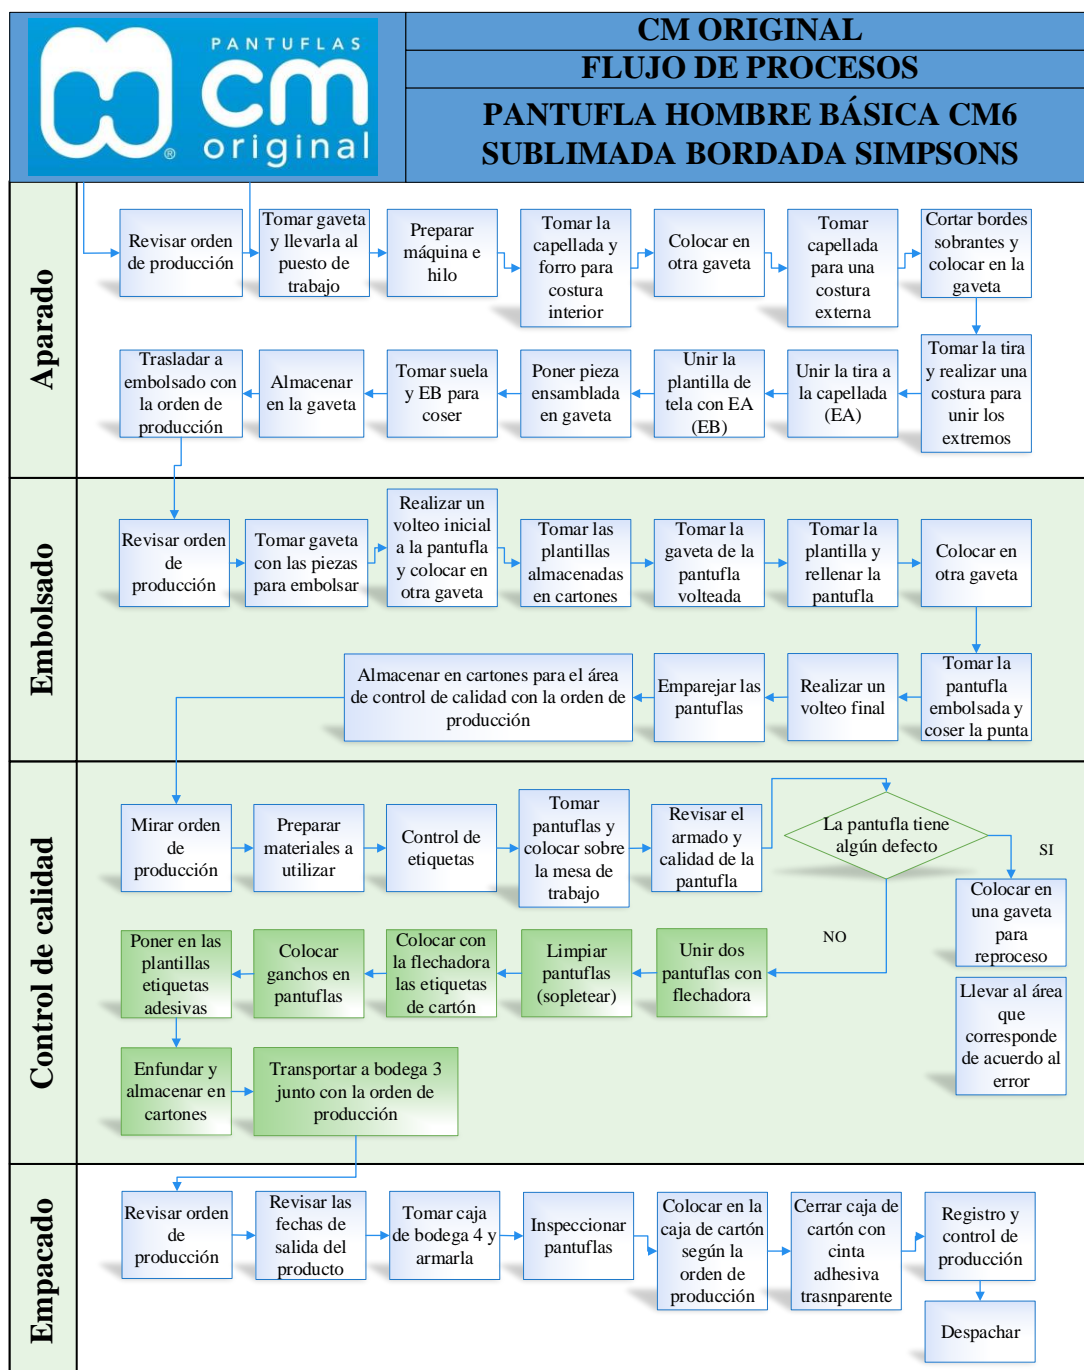 PANTUFLAS
cm
original
®
CM ORIGINAL
FLUJO DE PROCESOS
PANTUFLA HOMBRE BÁSICA CM6
SUBLIMADA BORDADA SIMPSONS
Aparado
Revisar orden
de producción
Tomar gaveta
y llevarla al
puesto de
trabajo
Preparar
máquina e
hilo
Tomar la
capellada y
forro para
costura
interior
Colocar en
otra gaveta
Tomar
capellada
para una
costura
externa
Cortar bordes
sobrantes y
colocar en la
gaveta
Tomar la tira
y realizar una
costura para
unir los
extremos
Unir la tira a
la capellada
(EA)
Unir la
plantilla de
tela con EA
(EB)
Poner pieza
ensamblada
en gaveta
Tomar suela
y EB para
coser
Almacenar
en la gaveta
Trasladar a
embolsado con
la orden de
producción
Embolsado
Revisar orden
de
producción
Tomar gaveta
con las piezas
para embolsar
Realizar un
volteo inicial
a la pantufla
y colocar en
otra gaveta
Tomar las
plantillas
almacenadas
en cartones
Tomar la
gaveta de la
pantufla
volteada
Tomar la
plantilla y
rellenar la
pantufla
Colocar en
otra gaveta
Tomar la
pantufla
embolsada y
coser la punta
Realizar un
volteo final
Emparejar las
pantuflas
Almacenar en cartones para el área
de control de calidad con la orden de
producción
Control de calidad
Mirar orden
de
producción
Preparar
materiales a
utilizar
Control de
etiquetas
Tomar
pantuflas y
colocar sobre
la mesa de
trabajo
Revisar el
armado y
calidad de la
pantufla
La pantufla tiene
algún defecto
SI
Colocar en
una gaveta
para
reproceso
Llevar al área
que
corresponde
de acuerdo al
error
NO
Unir dos
pantuflas con
flechadora
Limpiar
pantuflas
(sopletear)
Colocar con
la flechadora
las etiquetas
de cartón
Colocar
ganchos en
pantuflas
Poner en las
plantillas
etiquetas
adesivas
Enfundar y
almacenar en
cartones
Transportar a bodega 3
junto con la orden de
producción
Empacado
Revisar orden
de
producción
Revisar las
fechas de
salida del
producto
Tomar caja
de bodega 4 y
armarla
Inspeccionar
pantuflas
Colocar en la
caja de cartón
según la
orden de
producción
Cerrar caja de
cartón con
cinta
adhesiva
trasnparente
Registro y
control de
producción
Despachar